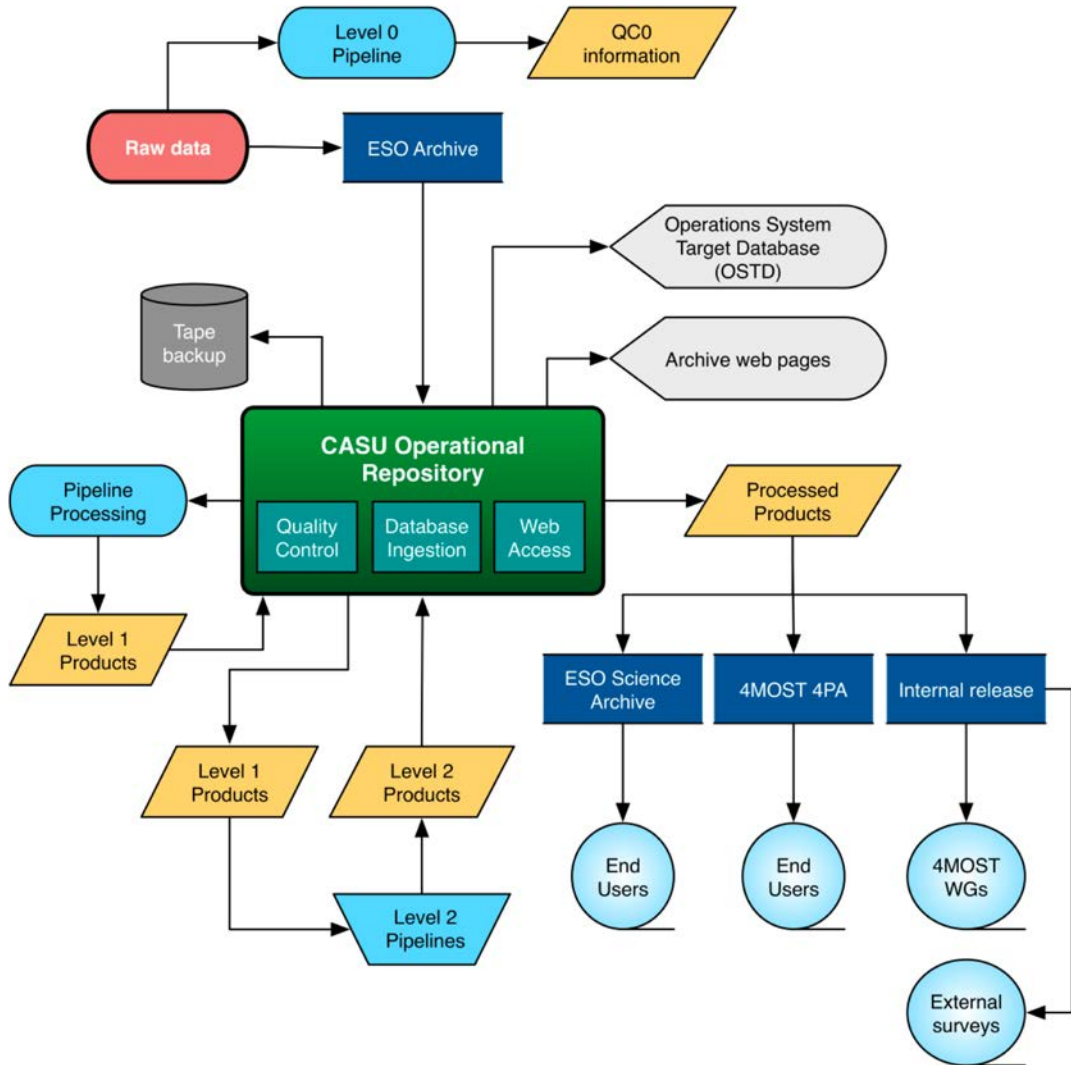 Level 0
Pipeline
QC0
information
Raw data
ESO Archive
Operations System
Target Database
(OSTD)
Tape
backup
Archive web pages
CASU Operational
Repository
Pipeline
Processing
Quality
Control
Database
Ingestion
Web
Access
Processed
Products
Level 1
Products
ESO Science
Archive
4MOST 4PA
Internal release
Level 1
Products
Level 2
Products
End
Users
End
Users
4MOST
WGs
Level 2
Pipelines
External
surveys